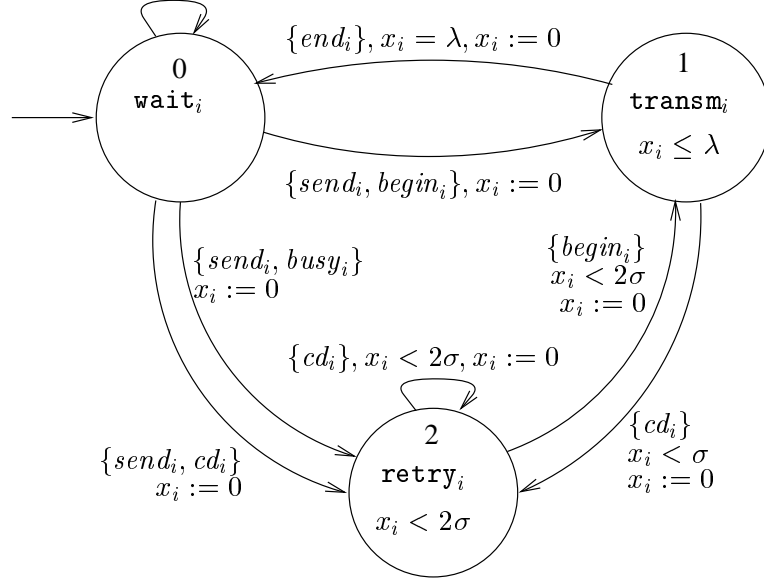 {end_i}, x_i = λ, x_i := 0
0
wait_i
1
transm_i
x_i ≤ λ
{send_i, begin_i}, x_i := 0
{send_i, busy_i}
x_i := 0
{begin_i}
x_i < 2σ
x_i := 0
{cd_i}, x_i < 2σ, x_i := 0
{send_i, cd_i}
x_i := 0
2
retry_i
x_i < 2σ
{cd_i}
x_i < σ
x_i := 0